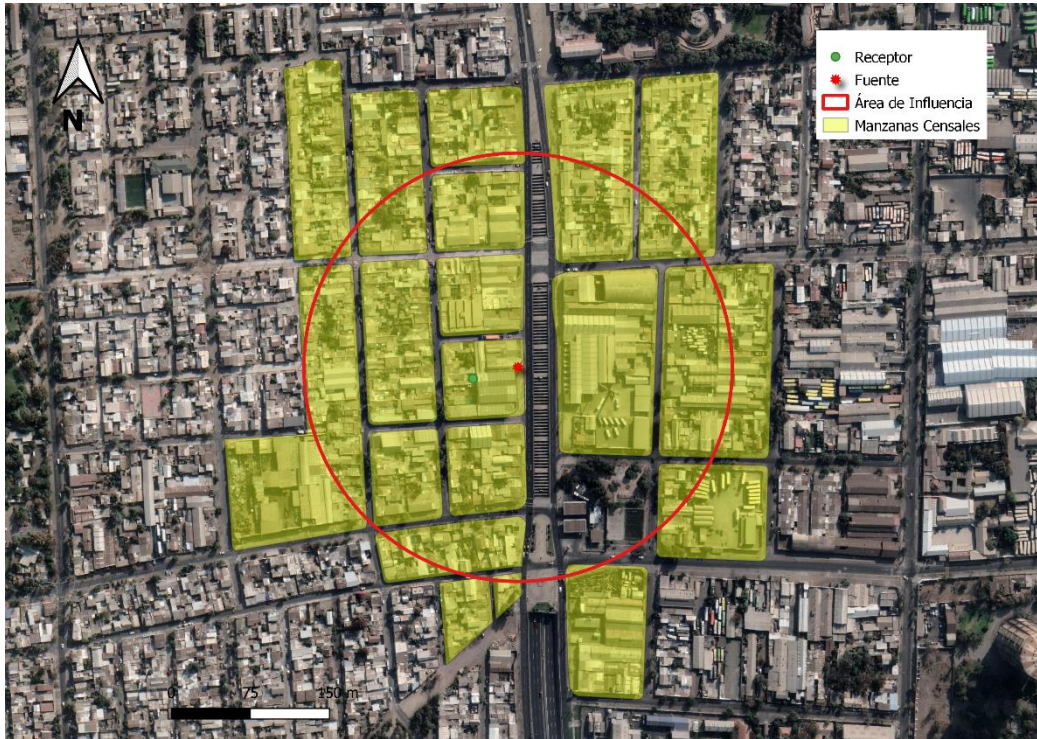 Receptor
Fuente
Área de Influencia
Manzanas Censales
N
0 75 150 m